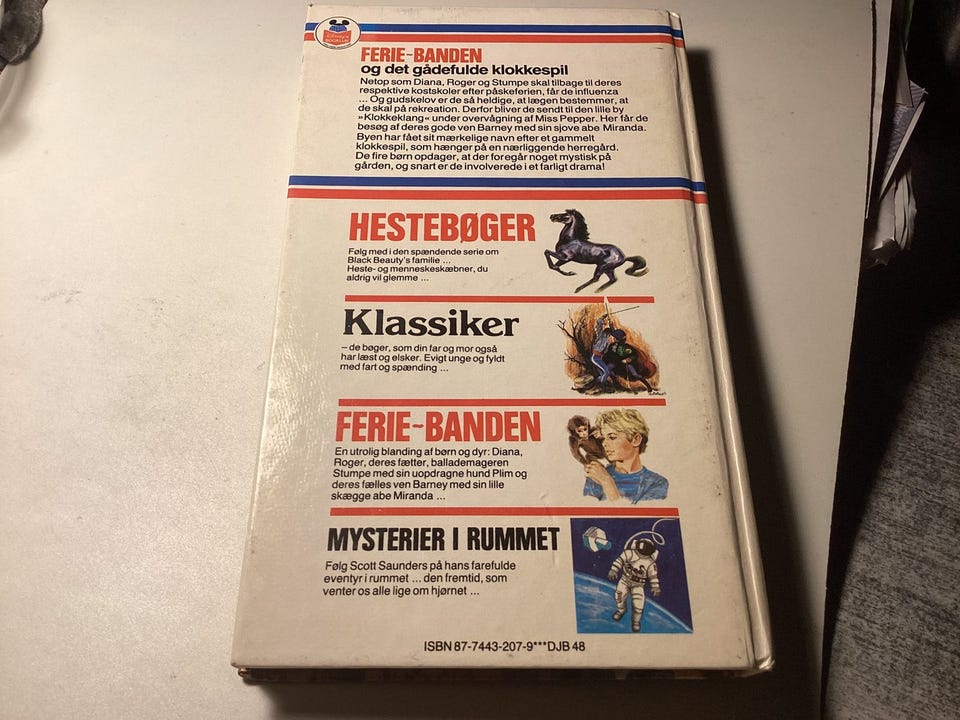 Disney's
BOGKLUB
FERIE-BANDEN
og det gådefulde klokkespil
Netop som Diana, Roger og Stumpe skal tilbage til deres
respektive kostskoler efter påskeferien, får de influenza
... Og gudskelov er de så heldige, at lægen bestemmer, at
de skal på rekreation. Derfor bliver de sendt til den lille by
»Klokkeklang« under overvågning af Miss Pepper. Her får de
besøg af deres gode ven Barney med sin sjove abe Miranda.
Byen har fået sit mærkelige navn efter et gammelt
klokkespil, som hænger på en nærliggende herregård.
De fire børn opdager, at der foregår noget mystisk på
gården, og snart er de involverede i et farligt drama!
HESTEBØGER
Følg med i den spændende serie om
Black Beauty's familie ...
Heste- og menneskeskæbner, du
aldrig vil glemme ...
Klassiker
– de bøger, som din far og mor også
har læst og elsker. Evigt unge og fyldt
med fart og spænding ...
FERIE-BANDEN
En utrolig blanding af børn og dyr: Diana,
Roger, deres fætter, ballademageren
Stumpe med sin uopdragne hund Plim og
deres fælles ven Barney med sin lille
skægge abe Miranda ...
MYSTERIER I RUMMET
Følg Scott Saunders på hans farefulde
eventyr i rummet ... den fremtid, som
venter os alle lige om hjørnet ...
ISBN 87-7443-207-9***DJB 48